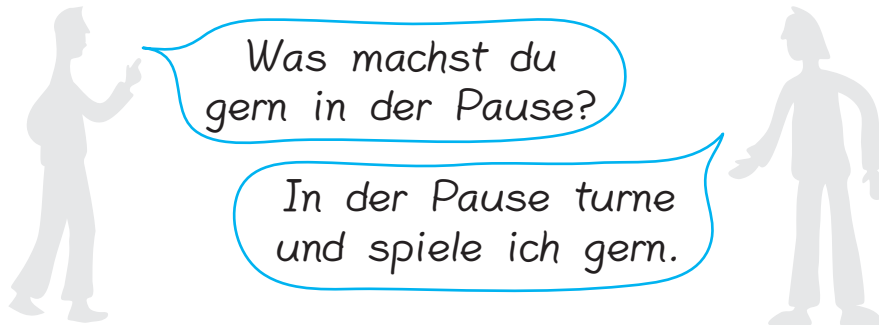 Was machst du
gern in der Pause?
In der Pause turne
und spiele ich gern.